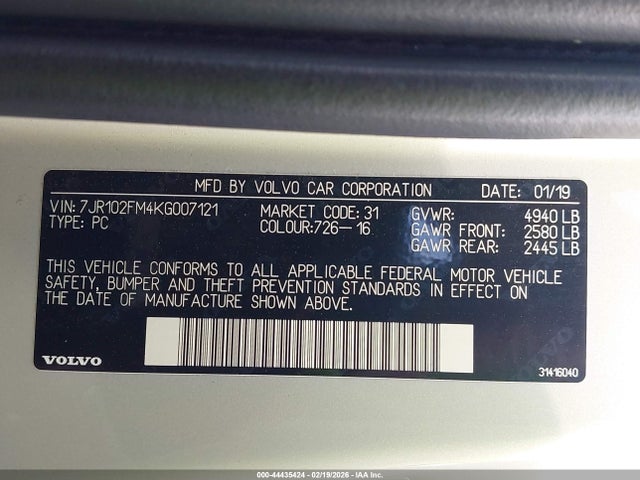 MFD BY VOLVO CAR CORPORATION DATE: 01/19
VIN: 7JR102FM4KG007121 MARKET CODE: 31 GVWR: 4940 LB
TYPE: PC COLOUR:726-16 GAWR FRONT: 2580 LB
GAWR REAR: 2445 LB
THIS VEHICLE CONFORMS TO ALL APPLICABLE FEDERAL MOTOR VEHICLE
SAFETY, BUMPER AND THEFT PREVENTION STANDARDS IN EFFECT ON
THE DATE OF MANUFACTURE SHOWN ABOVE.
VOLVO 31416040
000-44435424 - 02/19/2026 - IAA Inc.